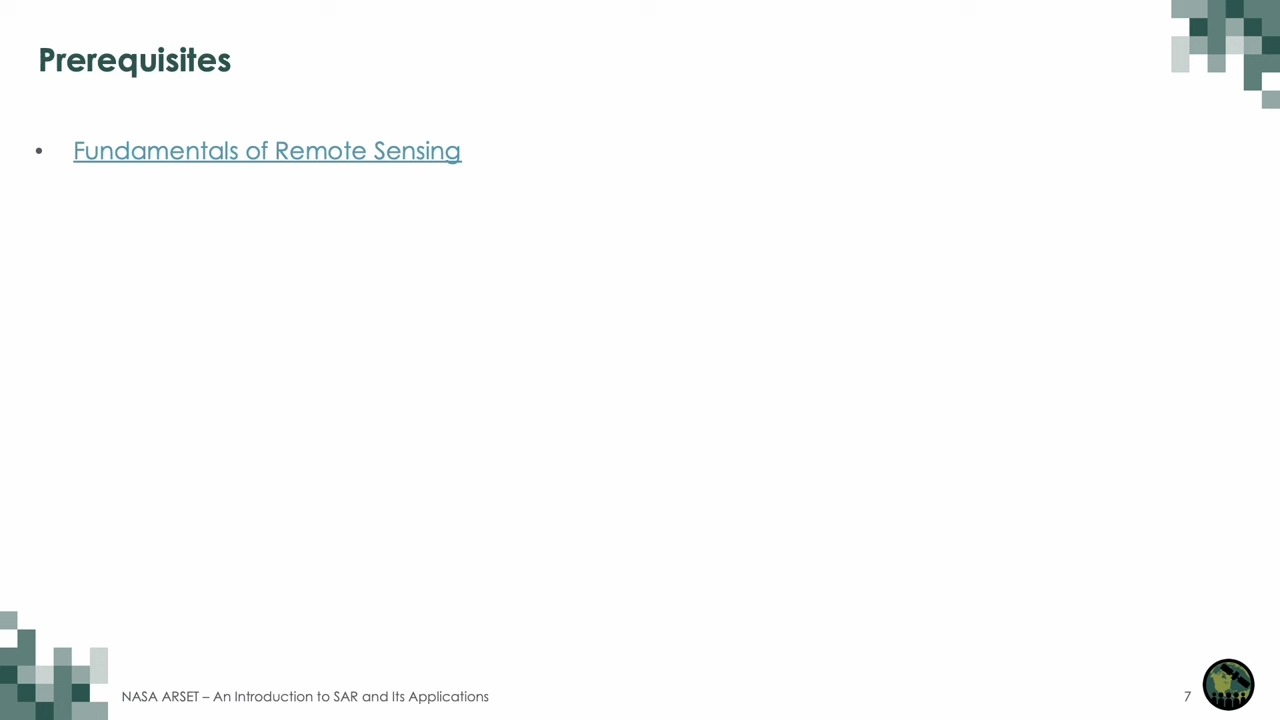 Prerequisites
• Fundamentals of Remote Sensing
NASA ARSET – An Introduction to SAR and Its Applications
7